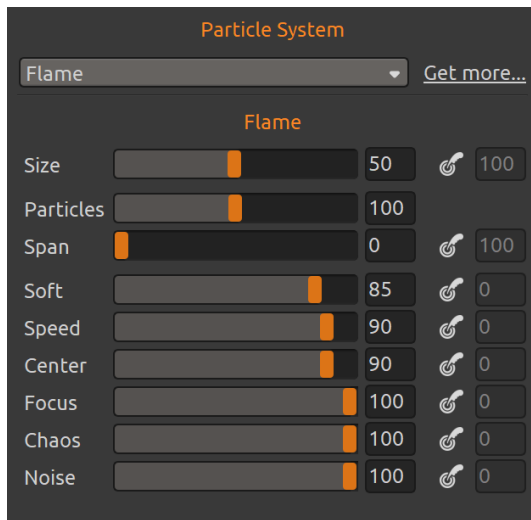 Particle System
Flame Get more...
Flame
Size 50 100
Particles 100
Span 0 100
Soft 85 0
Speed 90 0
Center 90 0
Focus 100 0
Chaos 100 0
Noise 100 0